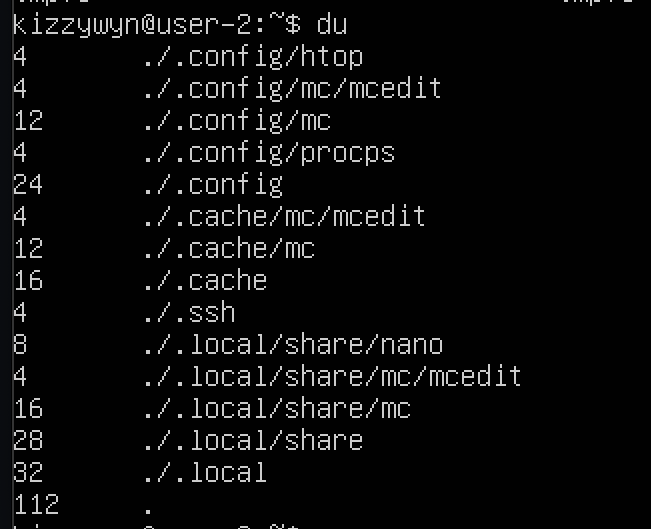 kizzywyn@user-2:~$ du
4 ./.config/htop
4 ./.config/mc/mcedit
12 ./.config/mc
4 ./.config/procps
24 ./.config
4 ./.cache/mc/mcedit
12 ./.cache/mc
16 ./.cache
4 ./.ssh
8 ./.local/share/nano
4 ./.local/share/mc/mcedit
16 ./.local/share/mc
28 ./.local/share
32 ./.local
112 .